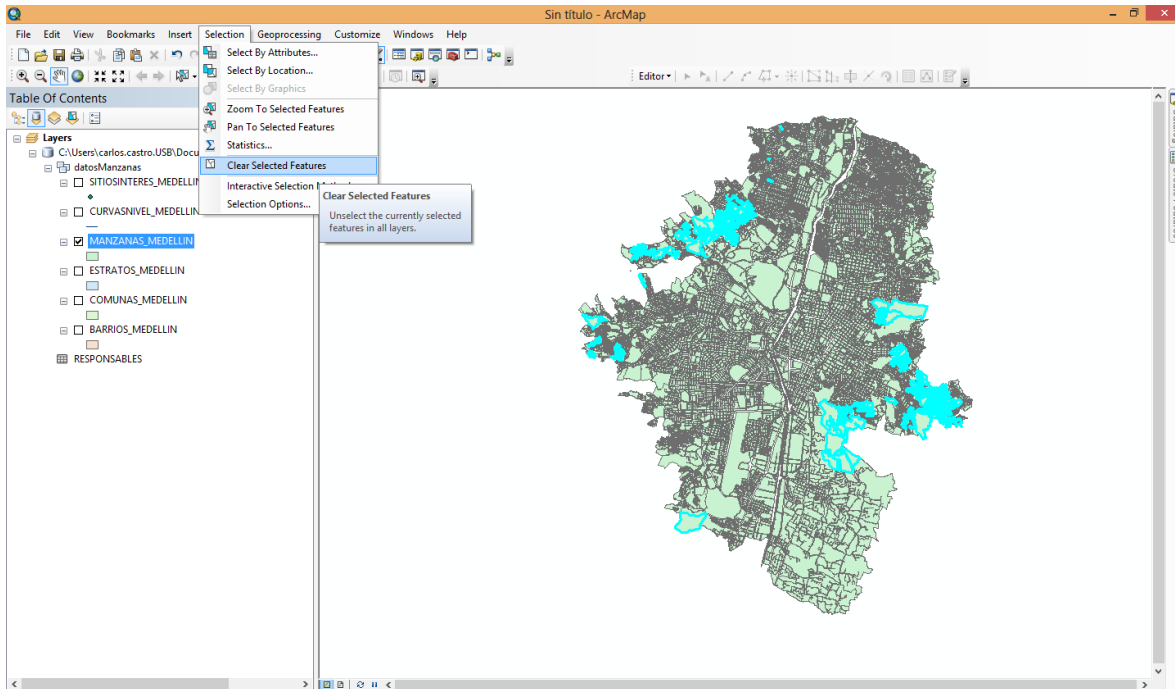 Sin título - ArcMap
File Edit View Bookmarks Insert Selection Geoprocessing Customize Windows Help
Select By Attributes...
Select By Location...
Select By Graphics
Zoom To Selected Features
Pan To Selected Features
Statistics...
Clear Selected Features
Selection Options...
Clear Selected Features
Unselect the currently selected
features in all layers.
Editor
Table Of Contents
Layers
C:\Users\carlos.castro.USB\Docu
datosManzanas
SITIOSINTERES_MEDELLIN
CURVASNIVEL_MEDELLIN
MANZANAS_MEDELLIN
ESTRATOS_MEDELLIN
COMUNAS_MEDELLIN
BARRIOS_MEDELLIN
RESPONSABLES
Interactive Selection